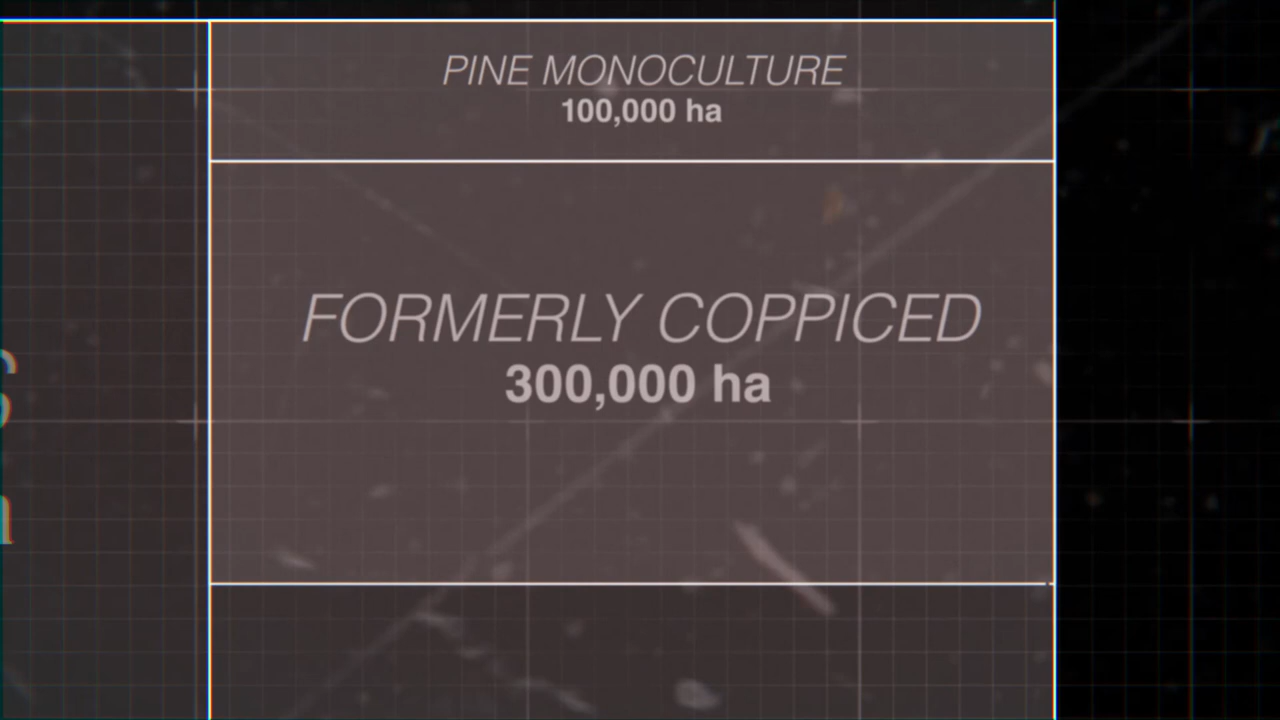 PINE MONOCULTURE
100,000 ha
FORMERLY COPPICED
300,000 ha